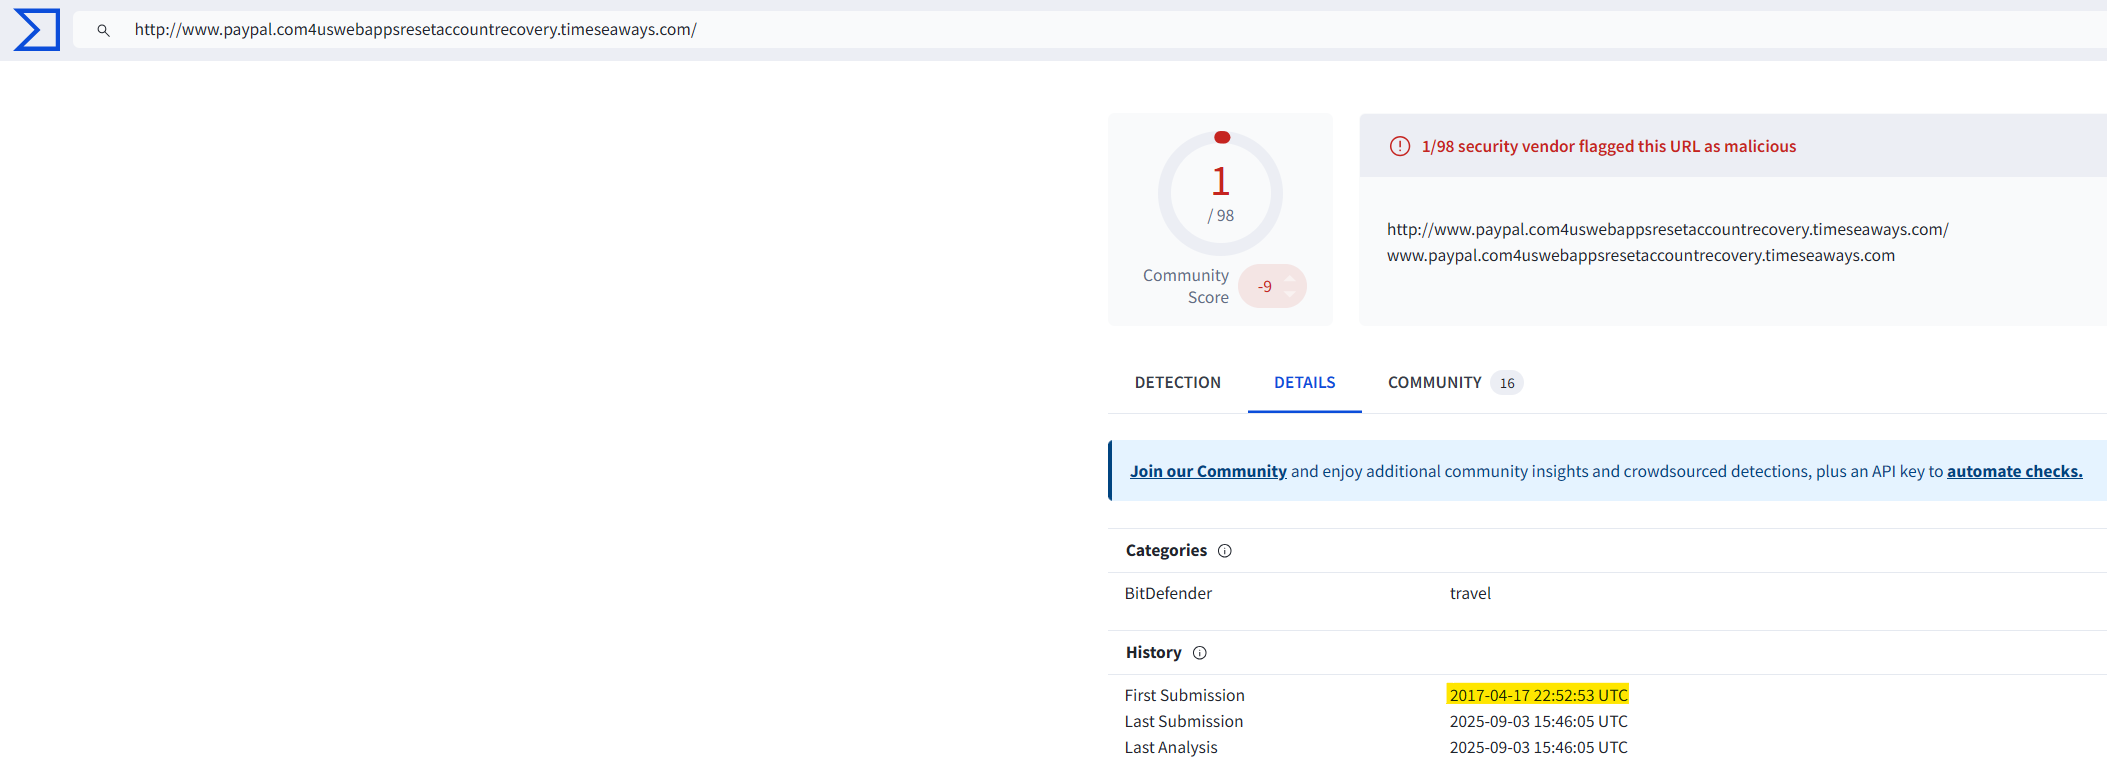 http://www.paypal.com4uswebappsresetaccountrecovery.timeseaways.com/
1
/ 98
Community
Score
-9
1/98 security vendor flagged this URL as malicious
http://www.paypal.com4uswebappsresetaccountrecovery.timeseaways.com/
www.paypal.com4uswebappsresetaccountrecovery.timeseaways.com
DETECTION DETAILS COMMUNITY 16
Join our Community and enjoy additional community insights and crowdsourced detections, plus an API key to automate checks.
Categories
BitDefender travel
History
First Submission 2017-04-17 22:52:53 UTC
Last Submission 2025-09-03 15:46:05 UTC
Last Analysis 2025-09-03 15:46:05 UTC